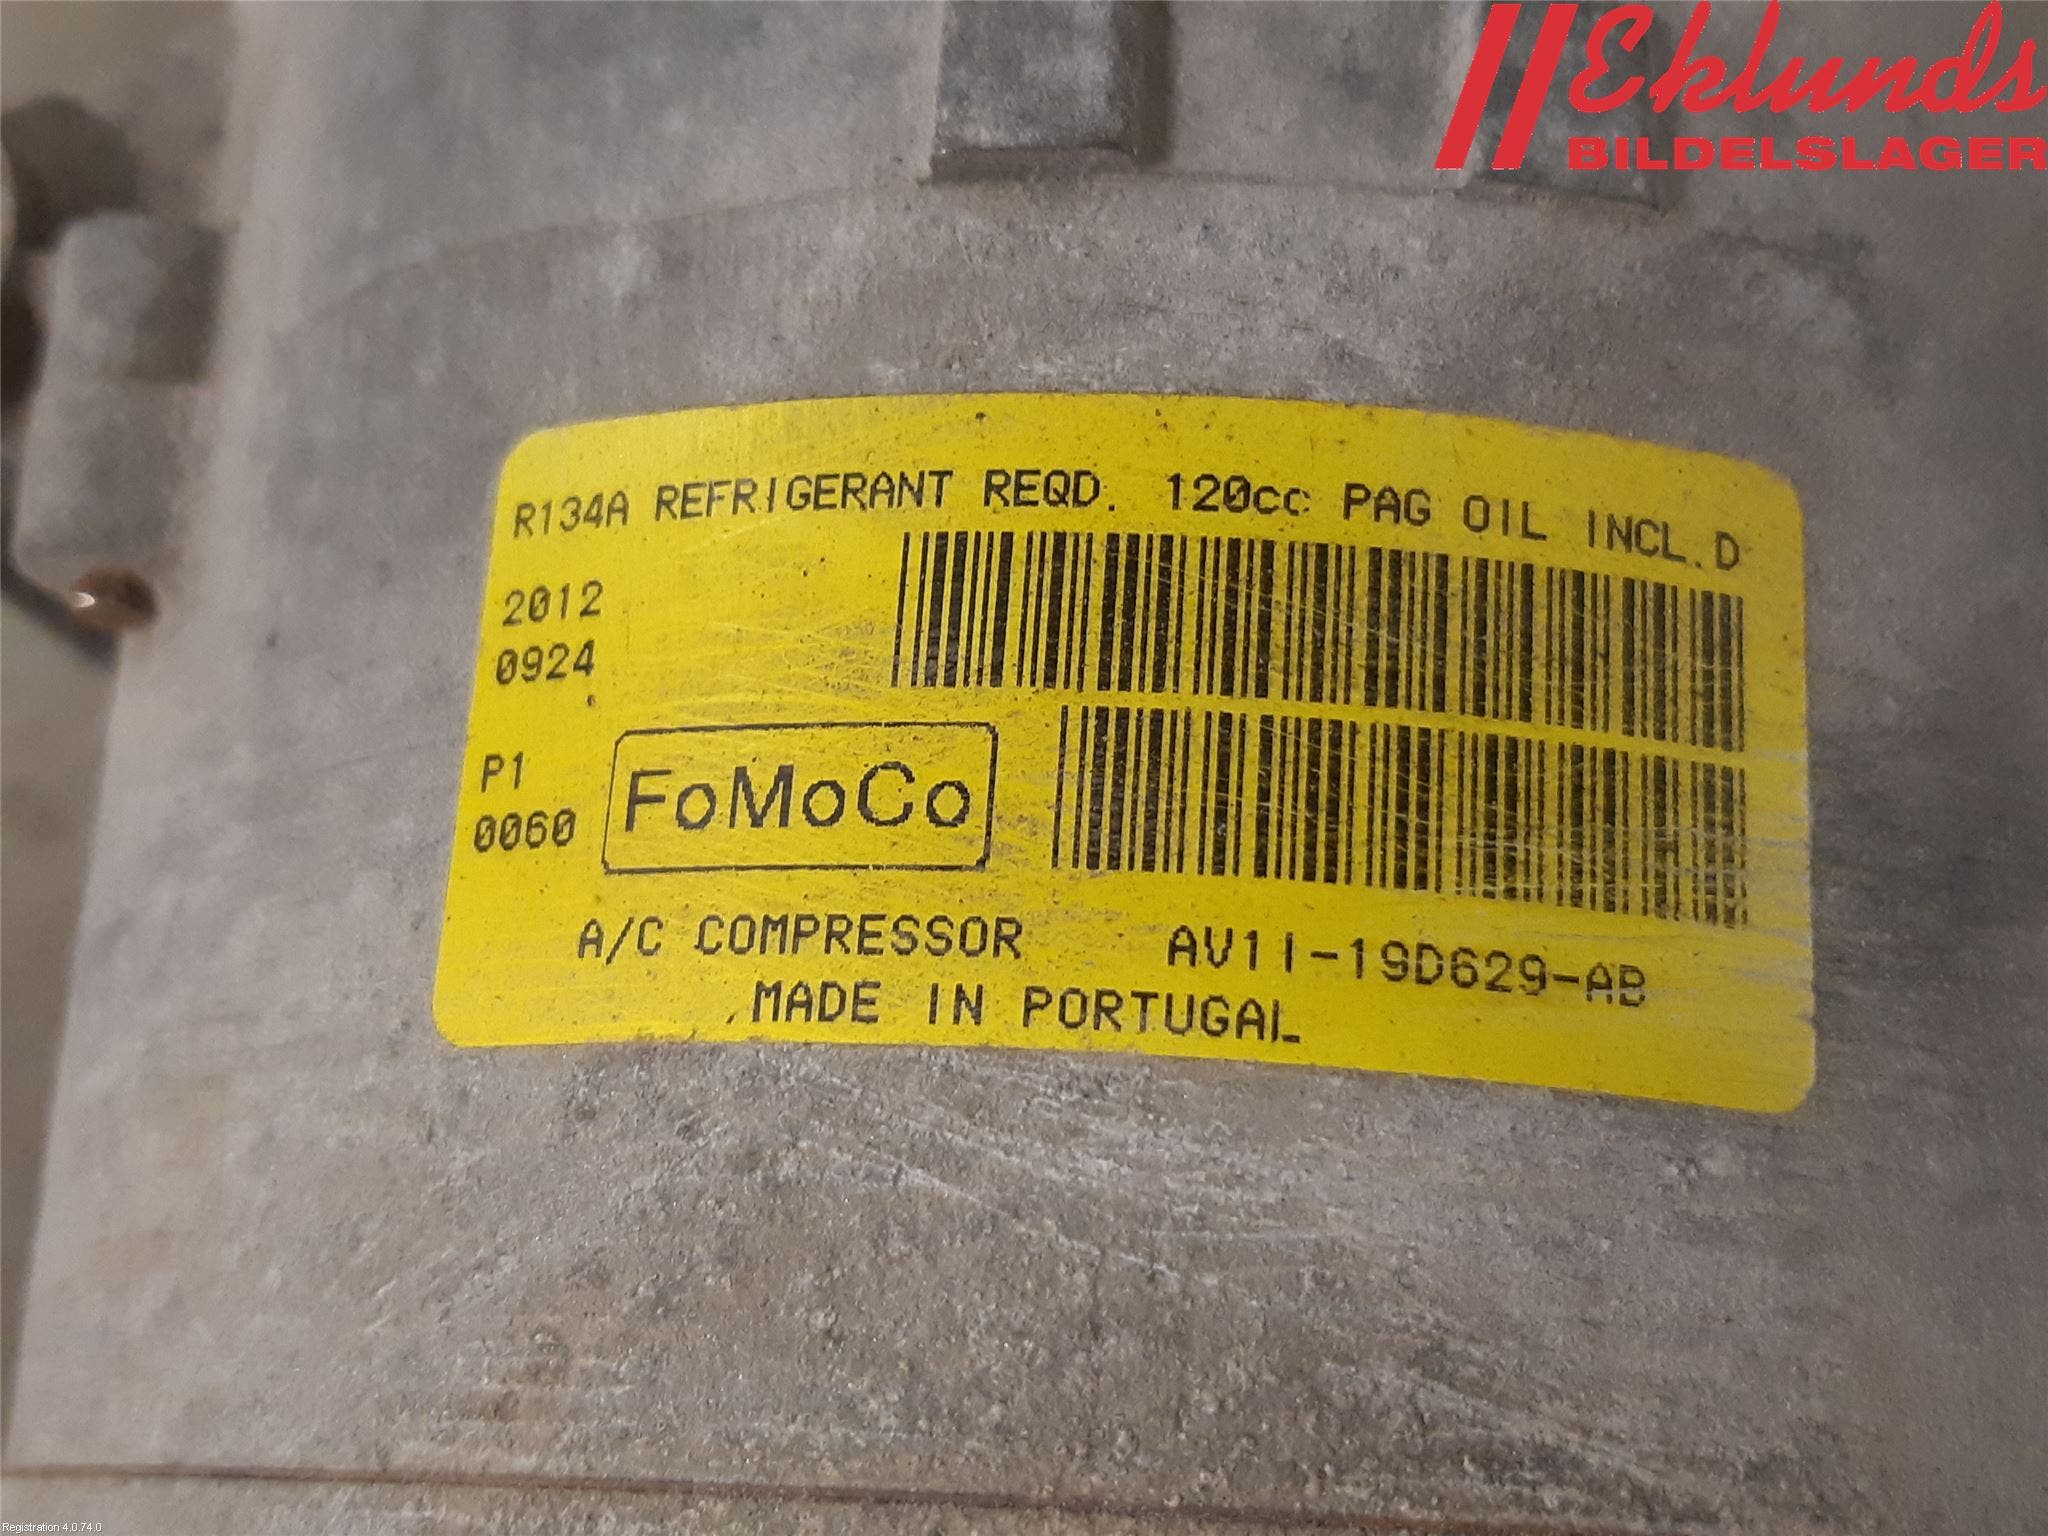 Eklunds
BILDELSLAGER
R134A REFRIGERANT REQD. 120cc PAG OIL INCL.D
2012
0924
P1
0060
FoMoCo
A/C COMPRESSOR AV11-19D629-AB
MADE IN PORTUGAL
Registration 4.0.74.0